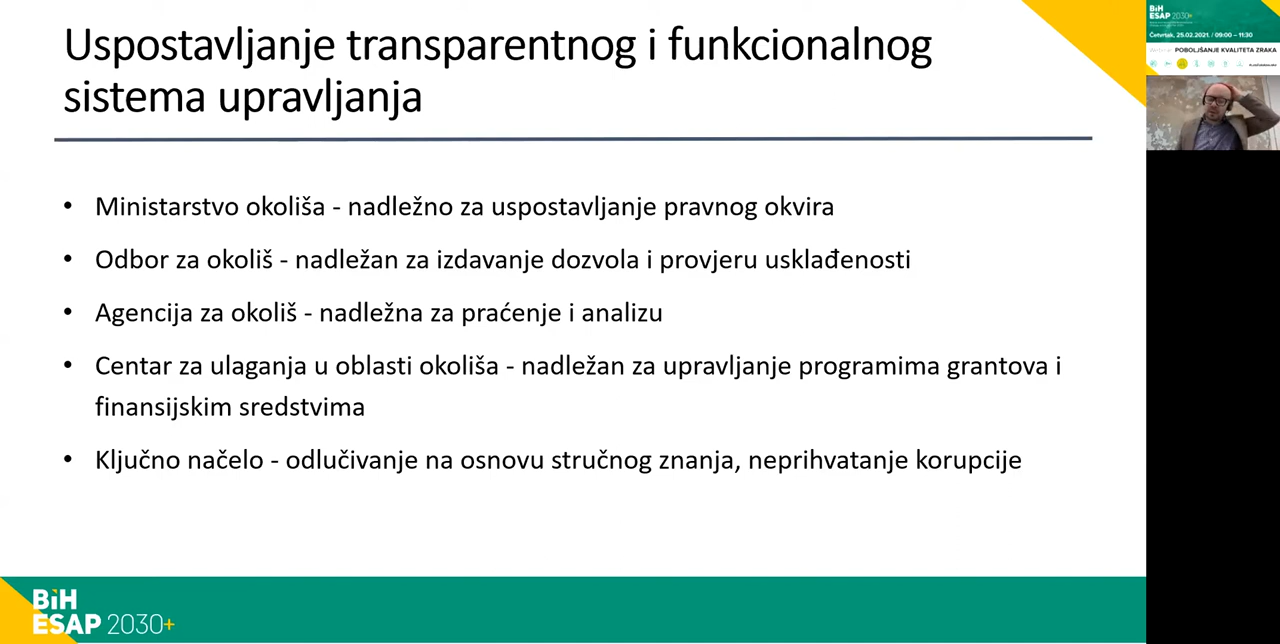 Uspostavljanje transparentnog i funkcionalnog
sistema upravljanja
• Ministarstvo okoliša - nadležno za uspostavljanje pravnog okvira
• Odbor za okoliš - nadležan za izdavanje dozvola i provjeru usklađenosti
• Agencija za okoliš - nadležna za praćenje i analizu
• Centar za ulaganja u oblasti okoliša - nadležan za upravljanje programima grantova i
finansijskim sredstvima
• Ključno načelo - odlučivanje na osnovu stručnog znanja, neprihvatanje korupcije
BiH
ESAP 2030+
BiH
ESAP 2030+
Četvrtak, 25.02.2021. / 09:00 – 11:30
POBOLJŠANJE KVALITETA ZRAKA